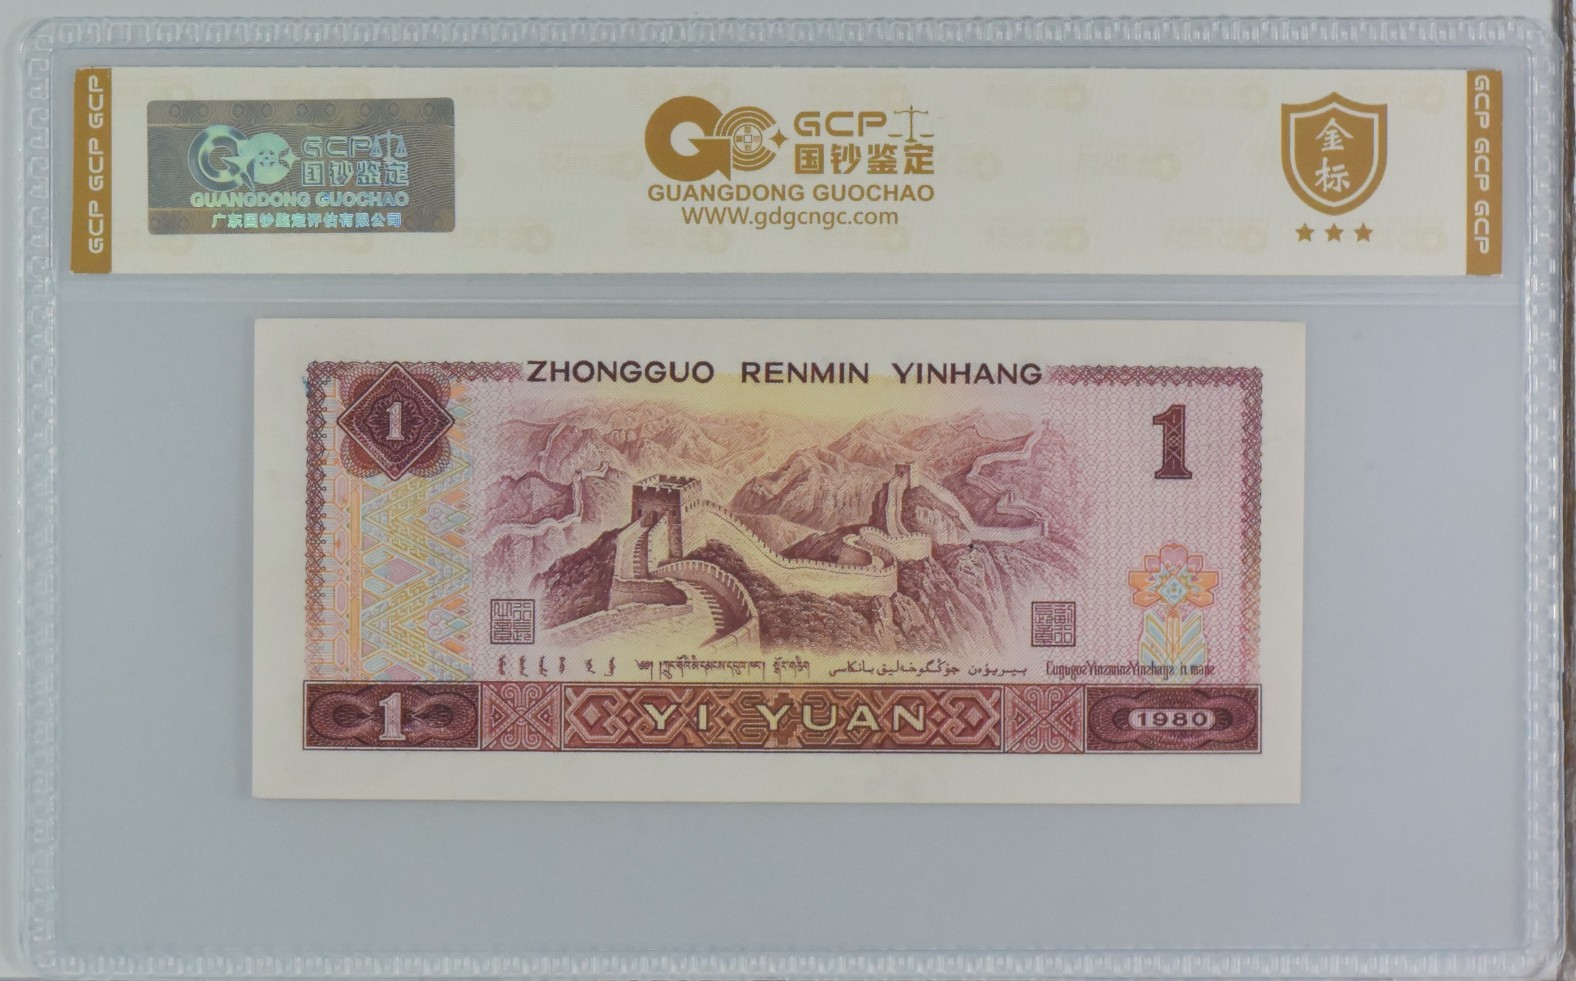 GCP GCP GCP
GCP 国钞鉴定
GUANGDONG GUOCHAO
广东国钞鉴定评估有限公司
GCP
国钞鉴定
GUANGDONG GUOCHAO
WWW.gdgcngc.com
金标
GCP GCP GCP
ZHONGGUO RENMIN YINHANG
1
1
1 YI YUAN 1980